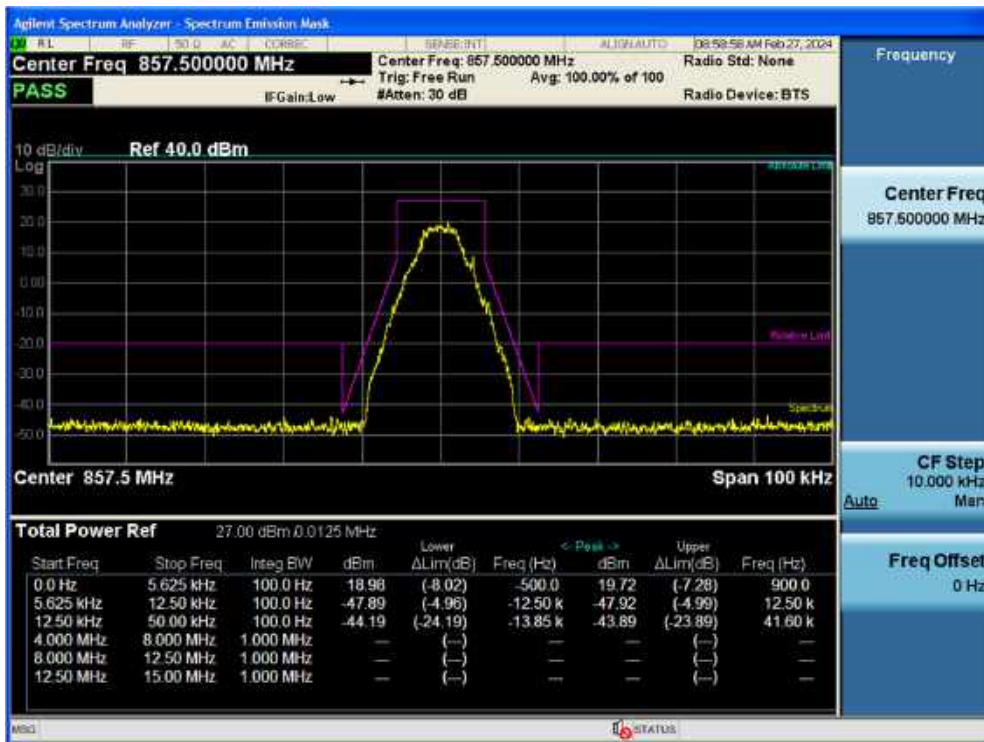 Agilent Spectrum Analyzer - Spectrum Emission Mask
RL RF 50 Ω AC CORREC SENSE:INT ALIGN AUTO 08:58:58 AM Feb 27, 2024
Center Freq 857.500000 MHz
Center Freq: 857.500000 MHz
Radio Std: None
Trig: Free Run
Avg: 100.00% of 100
PASS
IFGain:Low
#Atten: 30 dB
Radio Device: BTS
10 dB/div Ref 40.0 dBm
Log
Absolute Limit
30.0
20.0
10.0
0.00
-10.0
Relative Limit
-20.0
-30.0
-40.0
Spectrum
-50.0
Center 857.5 MHz
Span 100 kHz
Total Power Ref 27.00 dBm / 0.0125 MHz
Lower <- Peak -> Upper
Start Freq Stop Freq Integ BW dBm ΔLim(dB) Freq (Hz) dBm ΔLim(dB) Freq (Hz)
0.0 Hz 5.625 kHz 100.0 Hz 18.98 (-8.02) -500.0 19.72 (-7.28) 900.0
5.625 kHz 12.50 kHz 100.0 Hz -47.89 (-4.96) -12.50 k -47.92 (-4.99) 12.50 k
12.50 kHz 50.00 kHz 100.0 Hz -44.19 (-24.19) -13.85 k -43.89 (-23.89) 41.60 k
4.000 MHz 8.000 MHz 1.000 MHz --- (---) --- --- (---) ---
8.000 MHz 12.50 MHz 1.000 MHz --- (---) --- --- (---) ---
12.50 MHz 15.00 MHz 1.000 MHz --- (---) --- --- (---) ---
MSG
STATUS
Frequency
Center Freq
857.500000 MHz
CF Step
10.000 kHz
Auto Man
Freq Offset
0 Hz